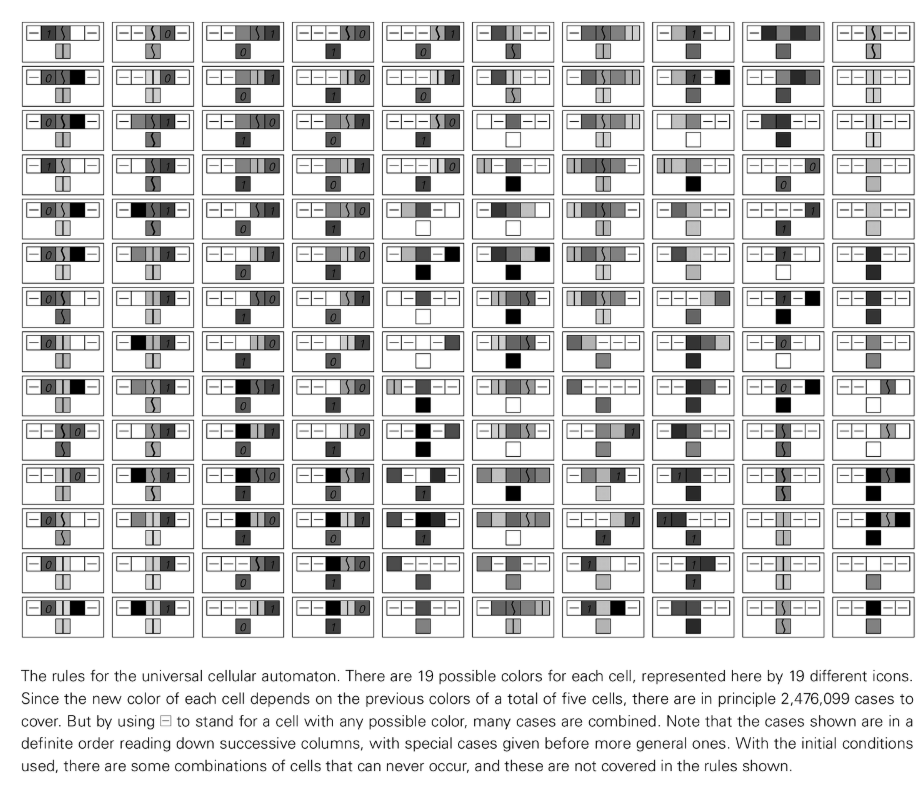 The rules for the universal cellular automaton. There are 19 possible colors for each cell, represented here by 19 different icons.
Since the new color of each cell depends on the previous colors of a total of five cells, there are in principle 2,476,099 cases to
cover. But by using ⊟ to stand for a cell with any possible color, many cases are combined. Note that the cases shown are in a
definite order reading down successive columns, with special cases given before more general ones. With the initial conditions
used, there are some combinations of cells that can never occur, and these are not covered in the rules shown.